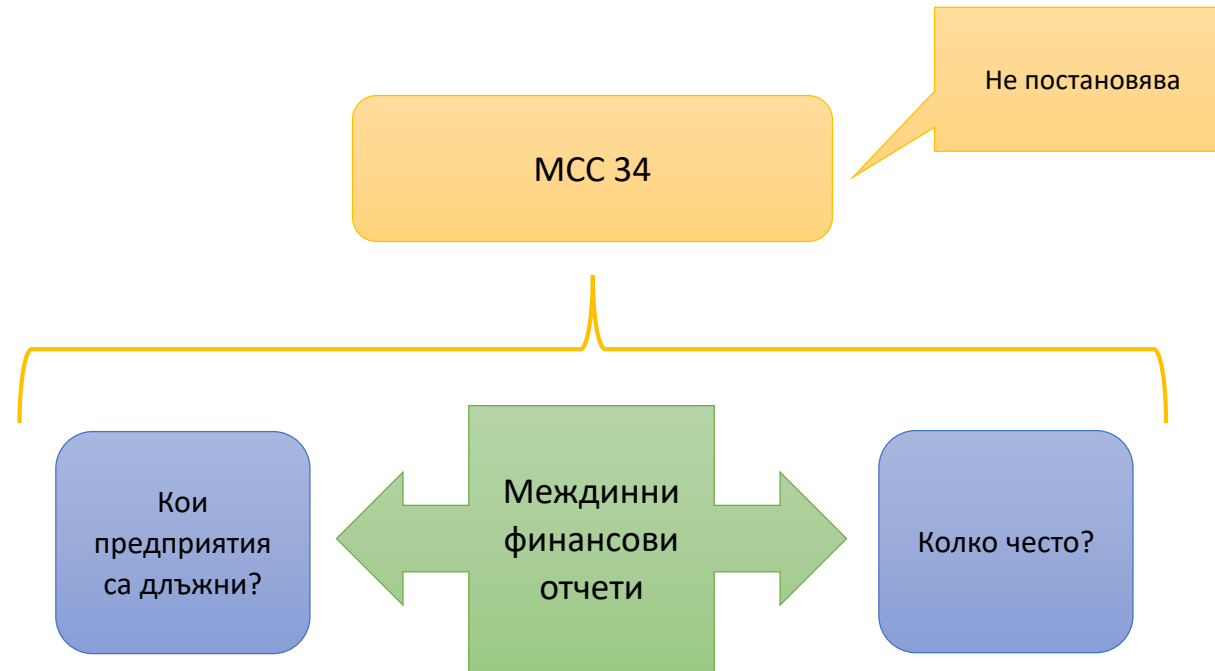 Не постановява
МСС 34
Кои
предприятия
са длъжни?
Междинни
финансови
отчети
Колко често?